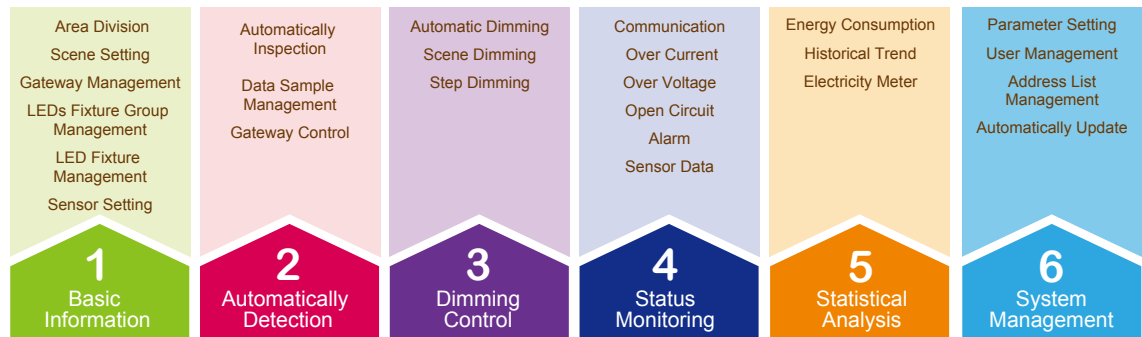 Area Division
Scene Setting
Gateway Management
LEDs Fixture Group
Management
LED Fixture
Management
Sensor Setting
1
Basic
Information
Automatically
Inspection
Data Sample
Management
Gateway Control
2
Automatically
Detection
Automatic Dimming
Scene Dimming
Step Dimming
3
Dimming
Control
Communication
Over Current
Over Voltage
Open Circuit
Alarm
Sensor Data
4
Status
Monitoring
Energy Consumption
Historical Trend
Electricity Meter
5
Statistical
Analysis
Parameter Setting
User Management
Address List
Management
Automatically Update
6
System
Management